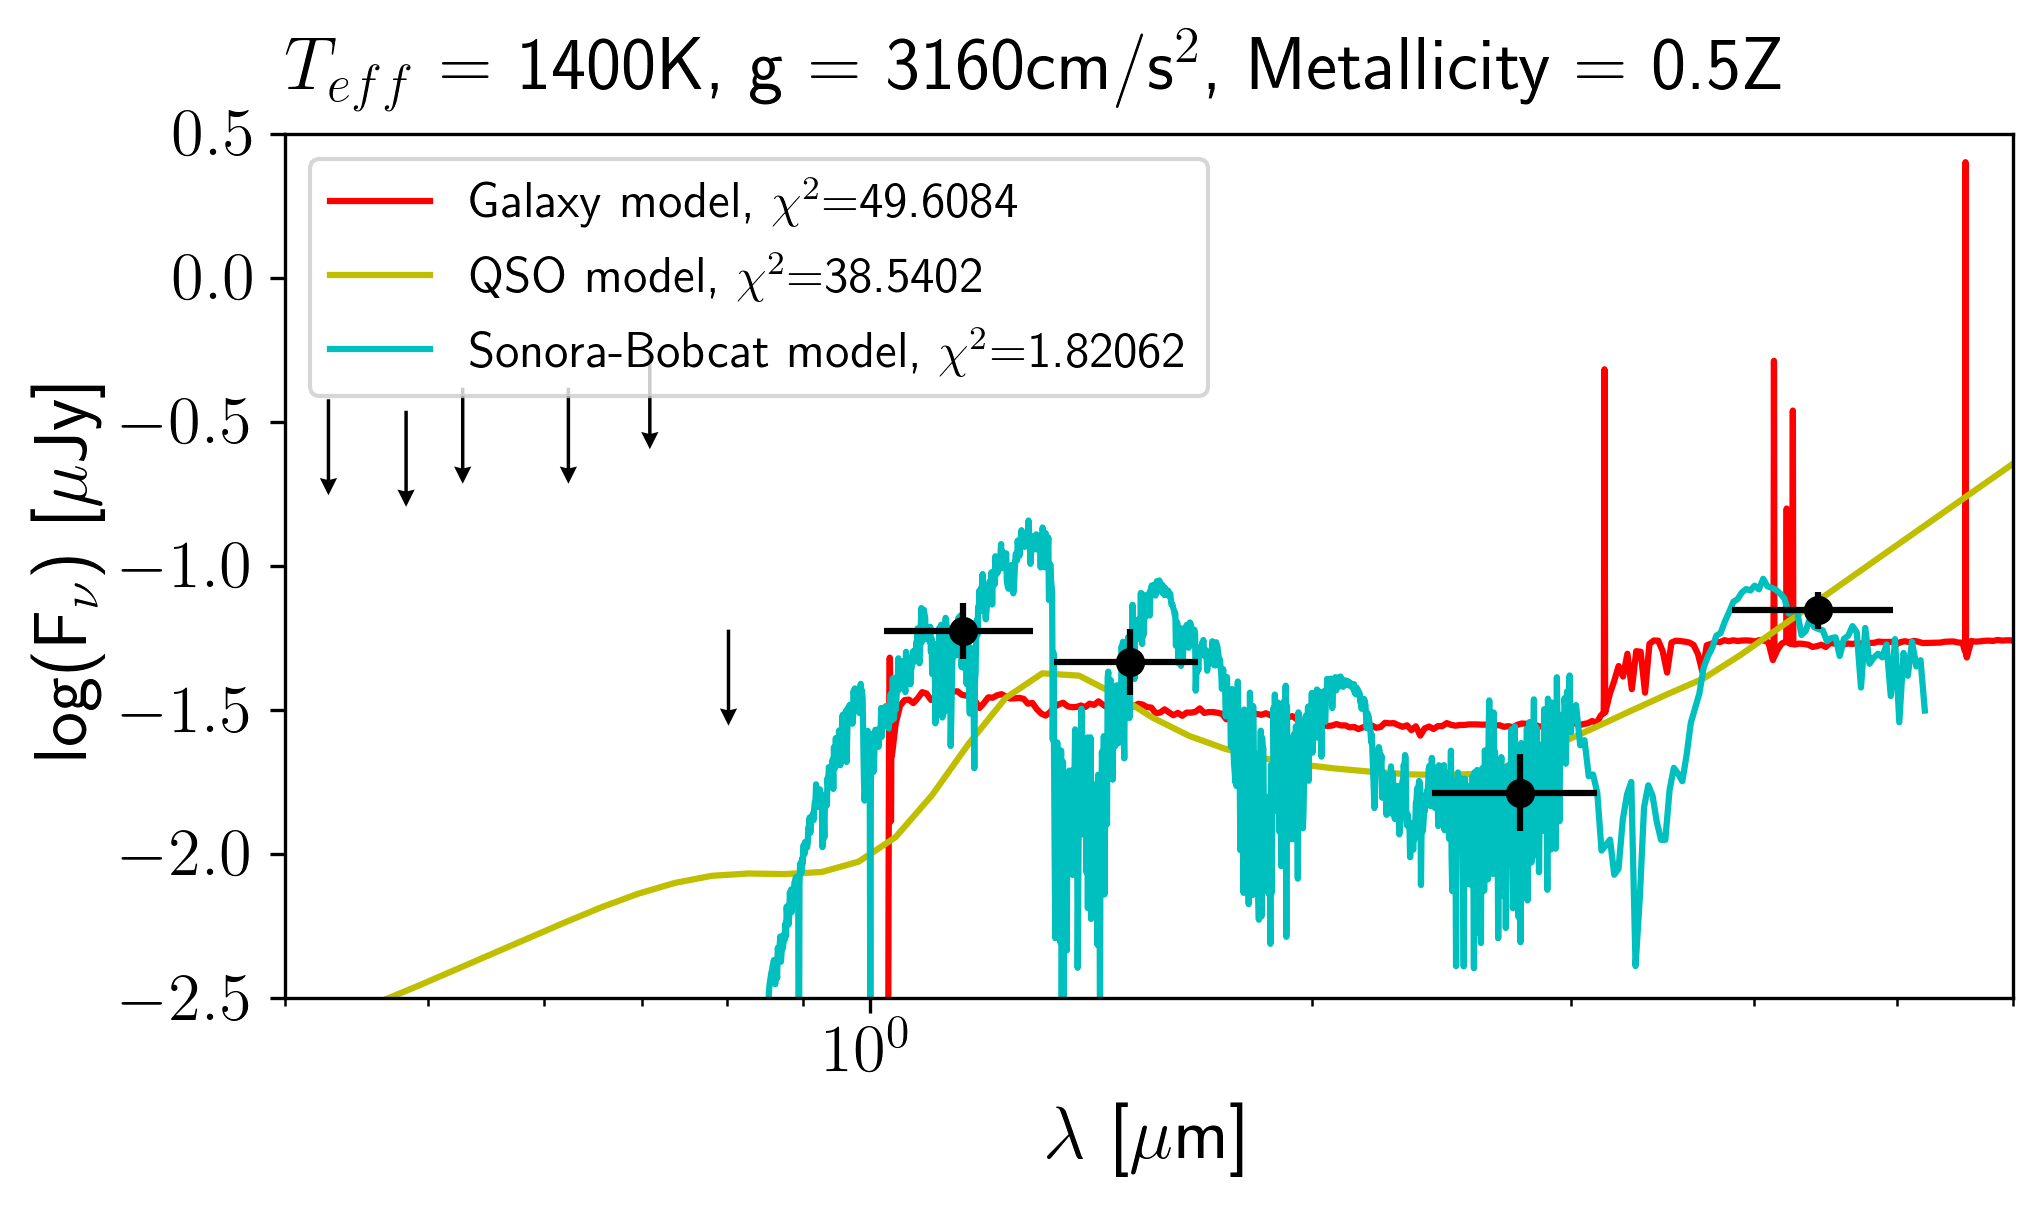 T_eff = 1400K, g = 3160cm/s², Metallicity = 0.5Z
Galaxy model, χ²=49.6084
QSO model, χ²=38.5402
Sonora-Bobcat model, χ²=1.82062
0.5
0.0
−0.5
−1.0
−1.5
−2.0
−2.5
log(F_ν) [μJy]
10⁰
λ [μm]